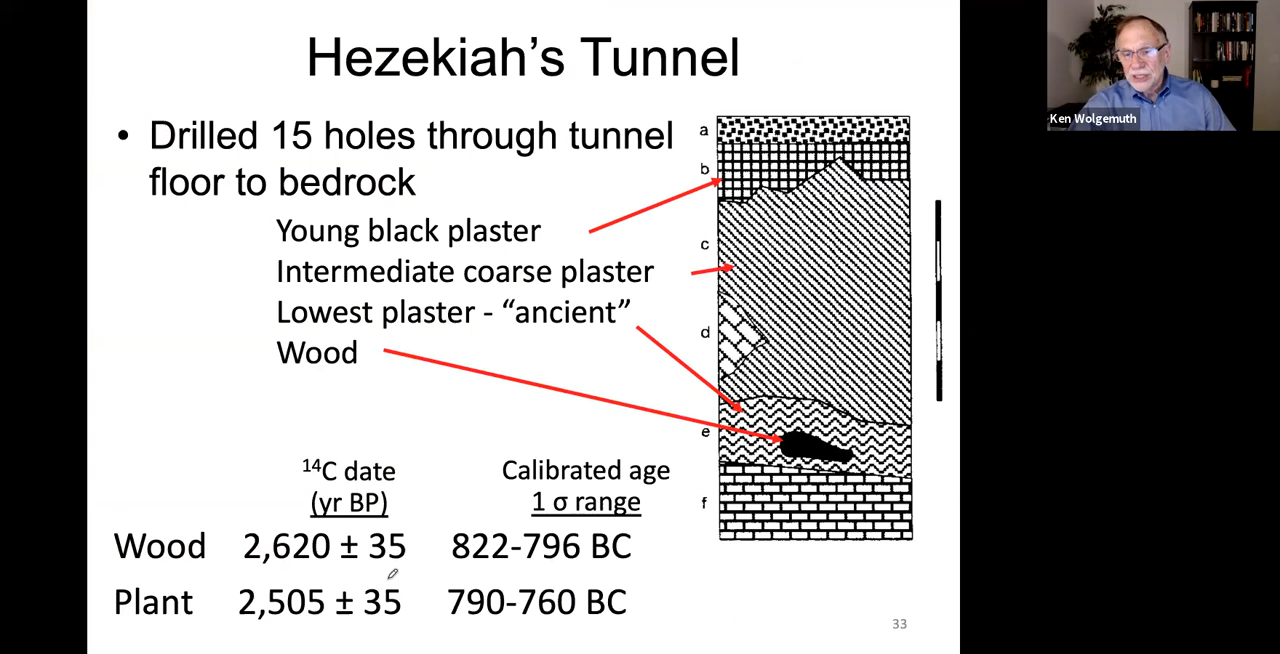 Hezekiah's Tunnel
• Drilled 15 holes through tunnel
floor to bedrock
Young black plaster
Intermediate coarse plaster
Lowest plaster - “ancient”
Wood
a
b
c
d
e
f
14C date
(yr BP)
Calibrated age
1 σ range
Wood 2,620 ± 35 822-796 BC
Plant 2,505 ± 35 790-760 BC
33
Ken Wolgemuth